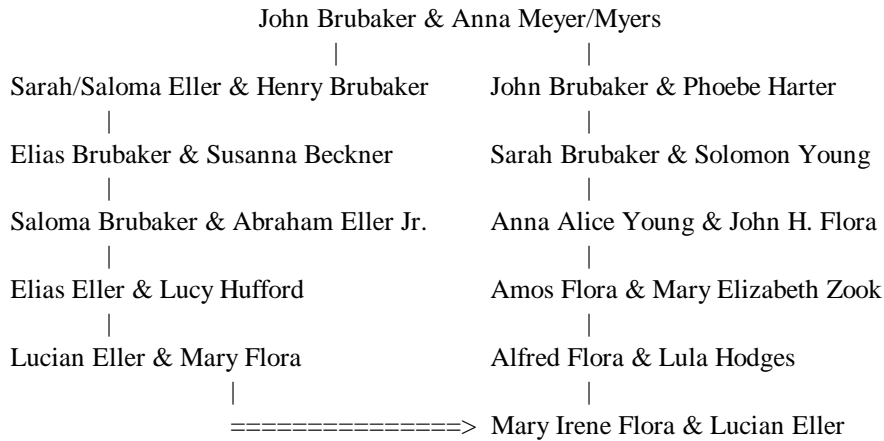 John Brubaker & Anna Meyer/Myers
| |
Sarah/Saloma Eller & Henry Brubaker John Brubaker & Phoebe Harter
| |
Elias Brubaker & Susanna Beckner Sarah Brubaker & Solomon Young
| |
Saloma Brubaker & Abraham Eller Jr. Anna Alice Young & John H. Flora
| |
Elias Eller & Lucy Hufford Amos Flora & Mary Elizabeth Zook
| |
Lucian Eller & Mary Flora Alfred Flora & Lula Hodges
| |
===============> Mary Irene Flora & Lucian Eller